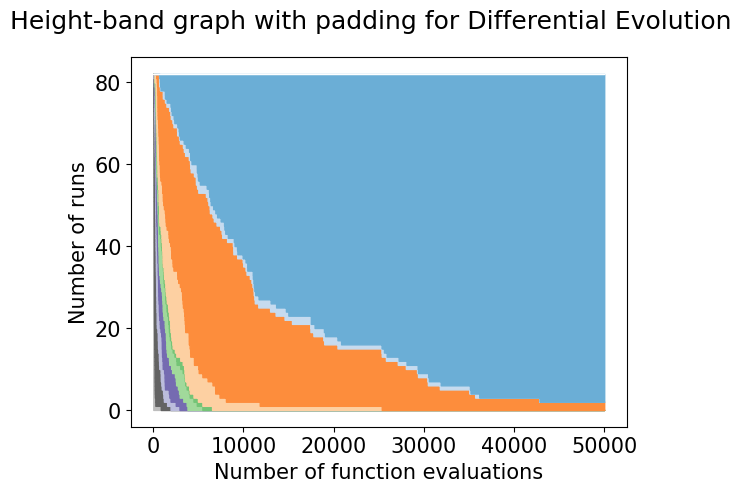 Height-band graph with padding for Differential Evolution
Number of runs
80
60
40
20
0
0 10000 20000 30000 40000 50000
Number of function evaluations